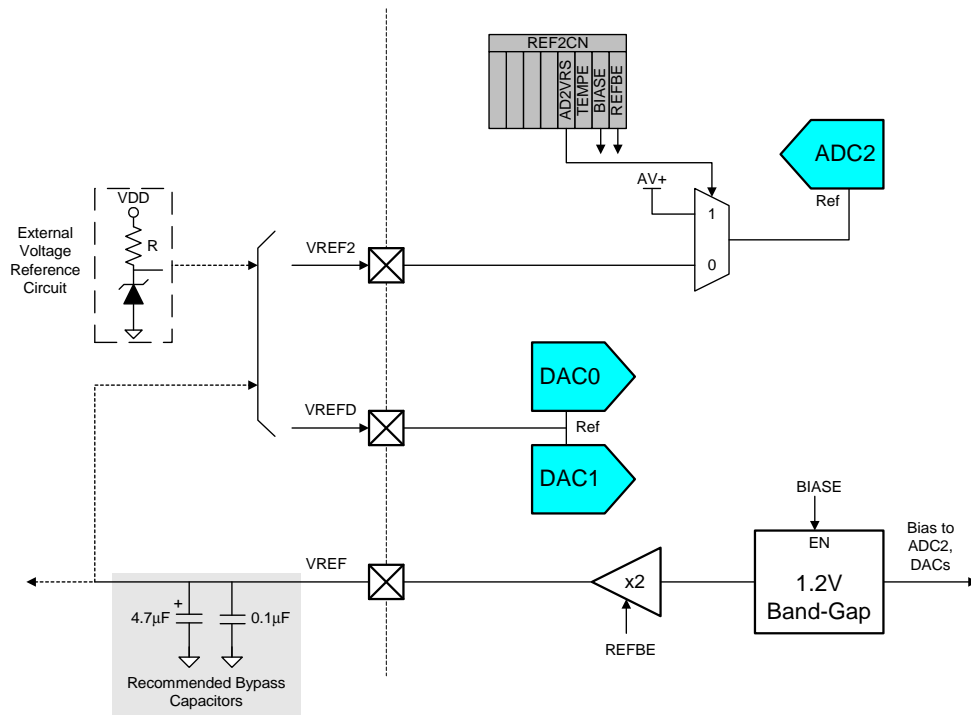 REF2CN
AD2VRS
TEMPE
BIASE
REFBE
ADC2
Ref
AV+
1
0
VDD
R
External
Voltage
Reference
Circuit
VREF2
DAC0
VREFD
Ref
DAC1
BIASE
EN
1.2V
Band-Gap
Bias to
ADC2,
DACs
VREF
x2
REFBE
+
4.7µF
0.1µF
Recommended Bypass
Capacitors